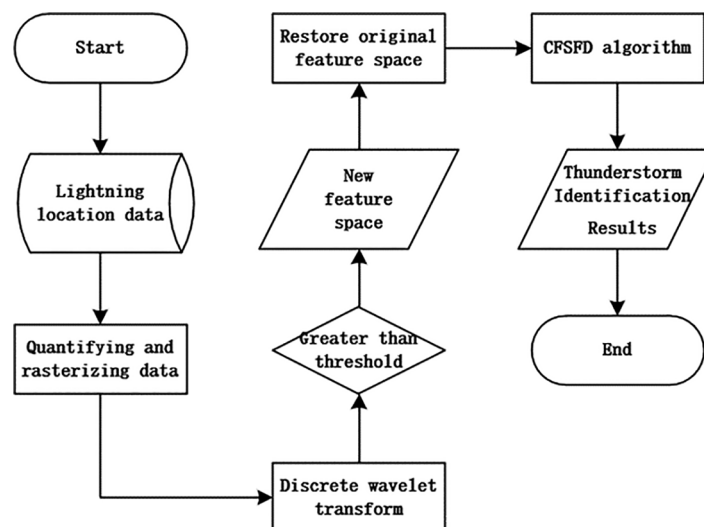 Start
Lightning
location data
Quantifying and
rasterizing data
Discrete wavelet
transform
Greater than
threshold
New
feature
space
Restore original
feature space
CFSFD algorithm
Thunderstorm
Identification
Results
End